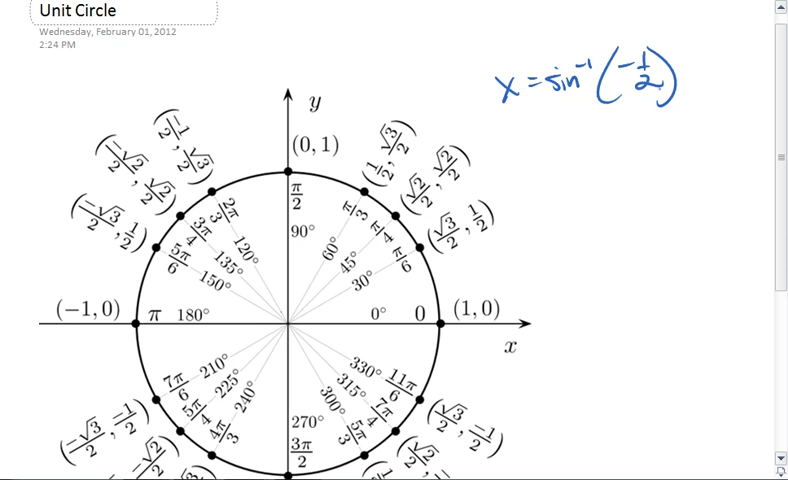 Unit Circle
Wednesday, February 01, 2012
2:24 PM
x = sin⁻¹(-1/2)
y
(0, 1)
(-1/2, √3/2)
(1/2, √3/2)
(-√2/2, √2/2)
(√2/2, √2/2)
(-√3/2, 1/2)
(√3/2, 1/2)
π/2
90°
2π/3 120°
60° π/3
3π/4 135°
45° π/4
5π/6 150°
30° π/6
(-1, 0) π 180° 0° 0 (1, 0)
x
7π/6 210°
330° 11π/6
5π/4 225°
315° 7π/4
4π/3 240°
300° 5π/3
270°
3π/2
(-√3/2, -1/2)
(√3/2, -1/2)